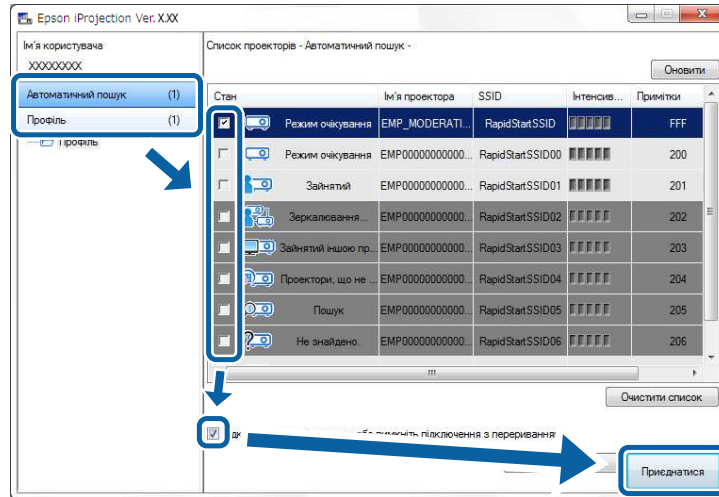 Epson iProjection Ver. X.XX
Ім'я користувача
XXXXXXXX
Автоматичний пошук (1)
Профіль (1)
Профіль
Список проекторів - Автоматичний пошук -
Оновити
Стан Ім'я проектора SSID Інтенсив... Примітки
Режим очікування EMP_MODERATI... RapidStartSSID FFF
Режим очікування EMP00000000000... RapidStartSSID00 200
Зайнятий EMP00000000000... RapidStartSSID01 201
Зеркалювання... EMP00000000000... RapidStartSSID02 202
Зайнятий іншою пр... EMP00000000000... RapidStartSSID03 203
Проектори, що не ... EMP00000000000... RapidStartSSID04 204
Пошук EMP00000000000... RapidStartSSID05 205
Не знайдено. EMP00000000000... RapidStartSSID06 206
Очистити список
підключення з переривання
Приєднатися